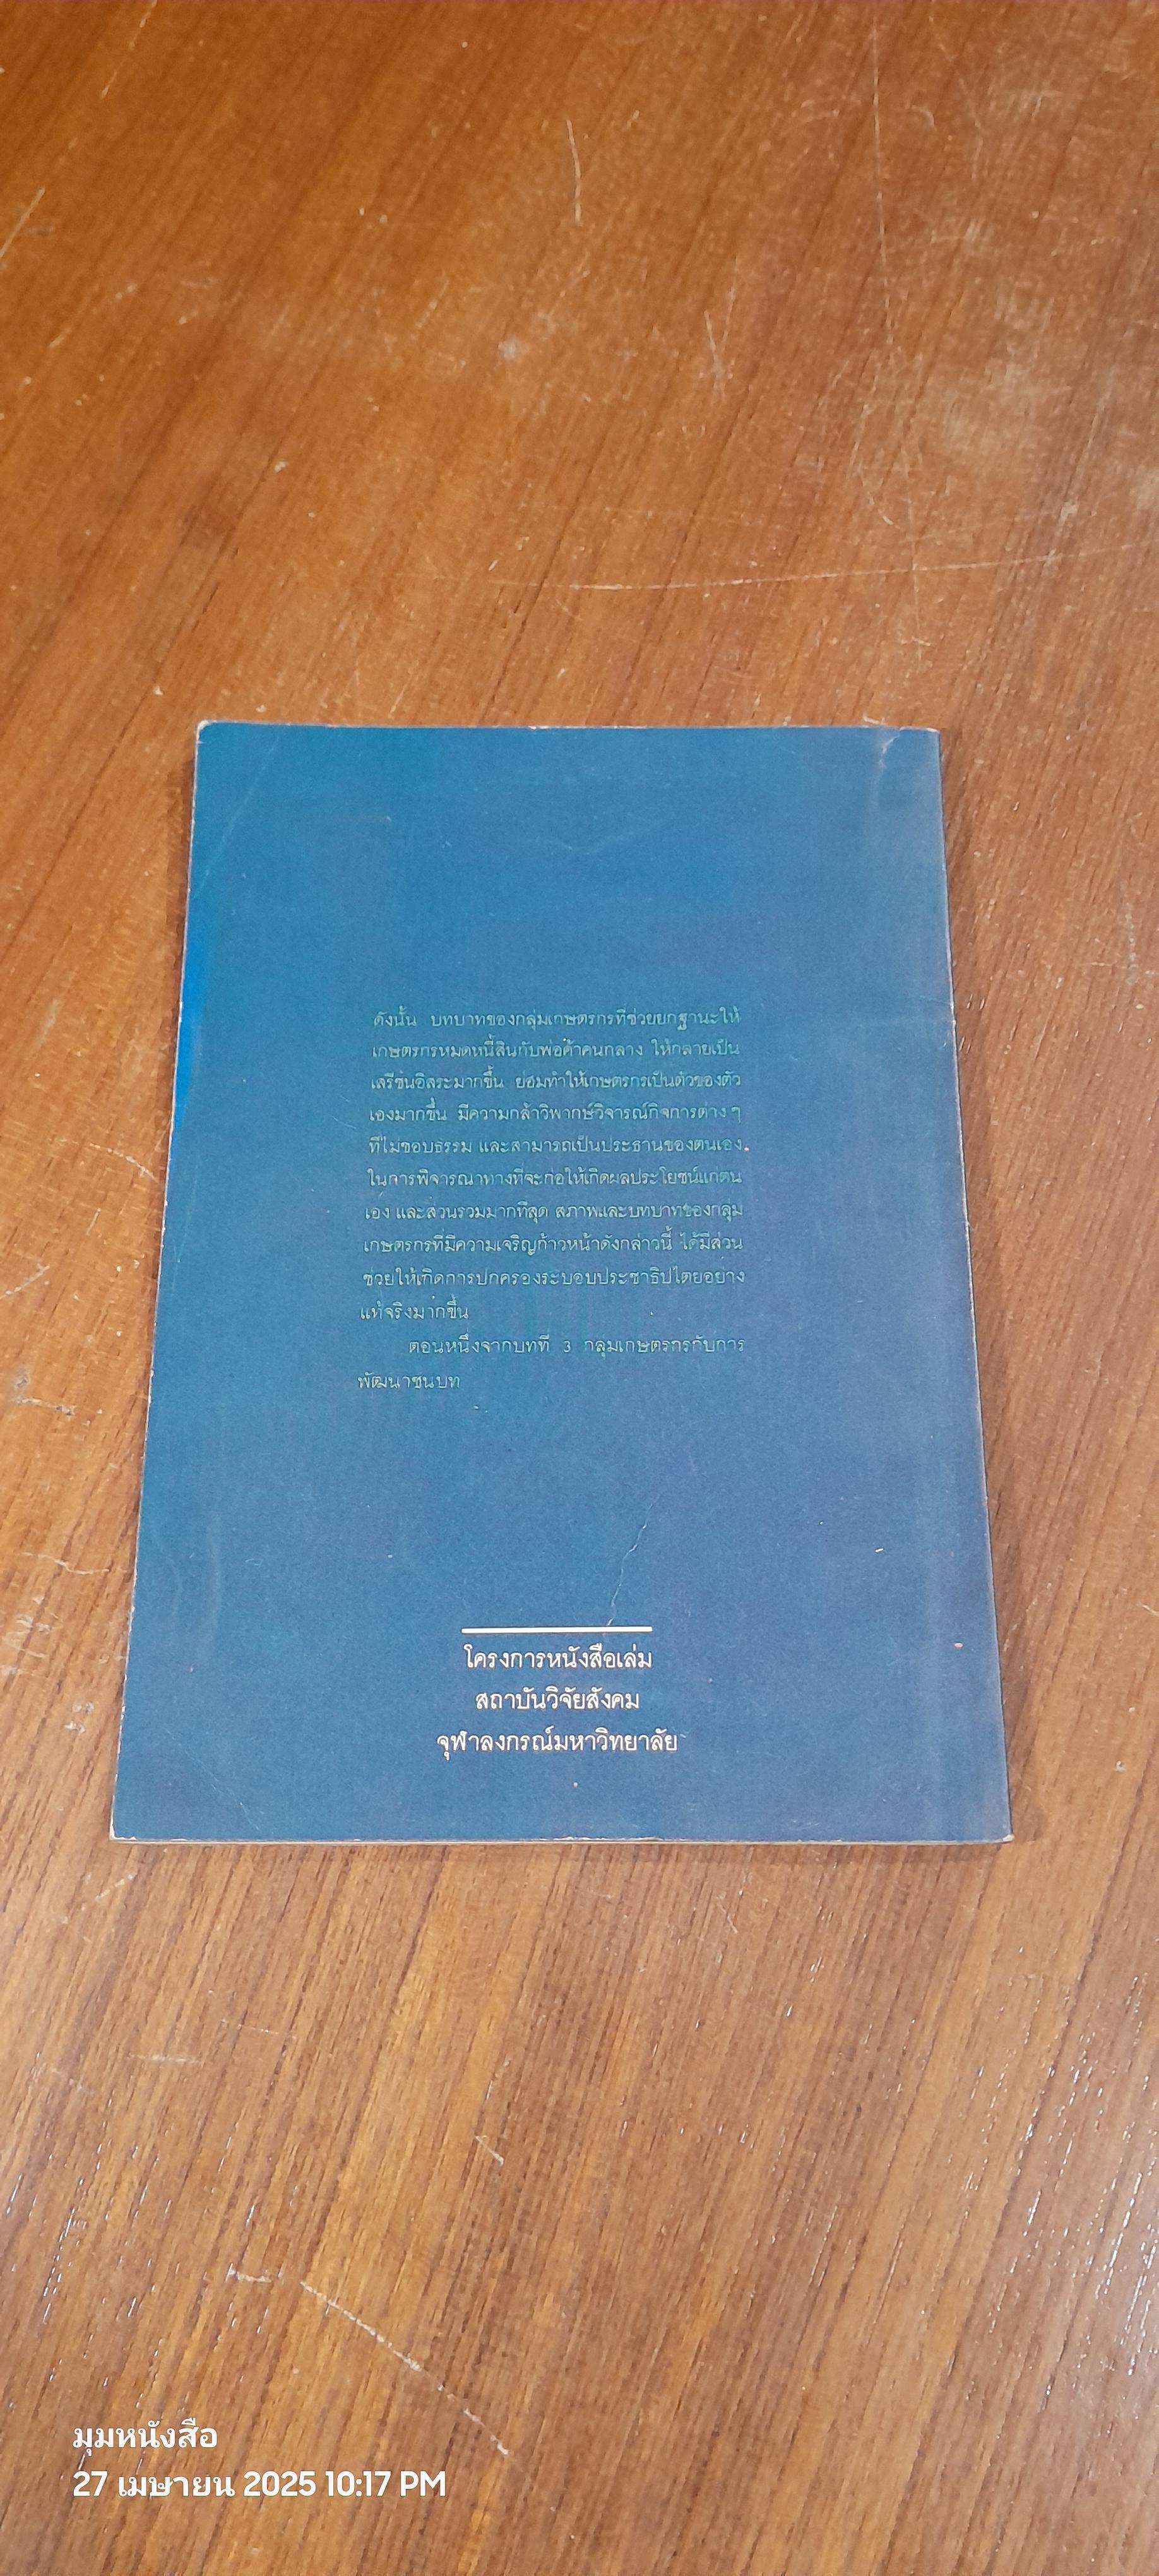 ดังนั้น บทบาทของกลุ่มเกษตรกรที่ช่วยยกฐานะให้
เกษตรกรหมดหนี้สินกับพ่อค้าคนกลาง ให้กลายเป็น
เสรีชนอิสระมากขึ้น ย่อมทำให้เกษตรกรเป็นตัวของตัว
เองมากขึ้น มีความกล้าวิพากษ์วิจารณ์กิจการต่าง ๆ
ที่ไม่ชอบธรรม และสามารถเป็นประธานของตนเอง
ในการพิจารณาทางที่จะก่อให้เกิดผลประโยชน์แก่ตน
เอง และส่วนรวมมากที่สุด สภาพและบทบาทของกลุ่ม
เกษตรกรที่มีความเจริญก้าวหน้าดังกล่าวนี้ ได้มีส่วน
ช่วยให้เกิดการปกครองระบอบประชาธิปไตยอย่าง
แท้จริงมากขึ้น
ตอนหนึ่งจากบทที่ 3 กลุ่มเกษตรกรกับการ
พัฒนาชนบท
โครงการหนังสือเล่ม
สถาบันวิจัยสังคม
จุฬาลงกรณ์มหาวิทยาลัย
มุมหนังสือ
27 เมษายน 2025 10:17 PM